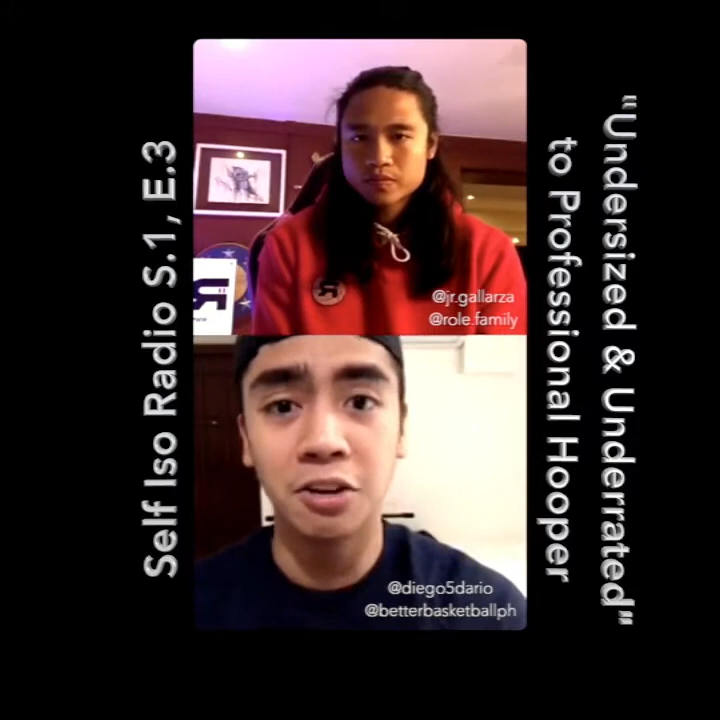 Self Iso Radio S.1, E.3
@jr.gallarza
@role.family
@diego5dario
@betterbasketballph
"Undersized & Underrated"
to Professional Hooper